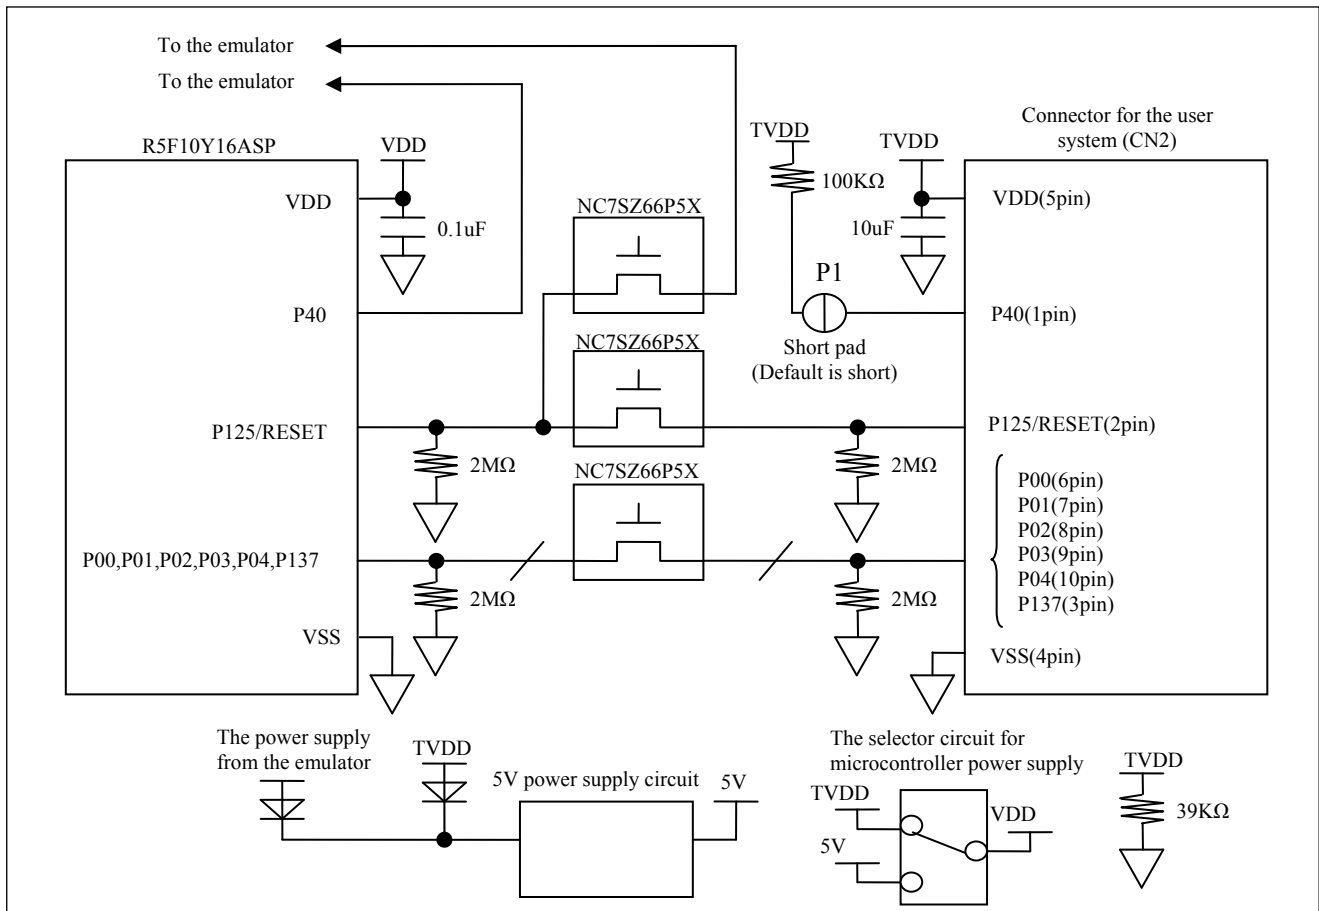 To the emulator
To the emulator
R5F10Y16ASP
VDD
VDD
0.1uF
P40
P125/RESET
2MΩ
P00,P01,P02,P03,P04,P137
2MΩ
VSS
NC7SZ66P5X
NC7SZ66P5X
NC7SZ66P5X
TVDD
100KΩ
P1
Short pad
(Default is short)
TVDD
10uF
2MΩ
2MΩ
Connector for the user
system (CN2)
VDD(5pin)
P40(1pin)
P125/RESET(2pin)
P00(6pin)
P01(7pin)
P02(8pin)
P03(9pin)
P04(10pin)
P137(3pin)
VSS(4pin)
The power supply
from the emulator
TVDD
5V power supply circuit
5V
The selector circuit for
microcontroller power supply
TVDD
5V
VDD
TVDD
39KΩ